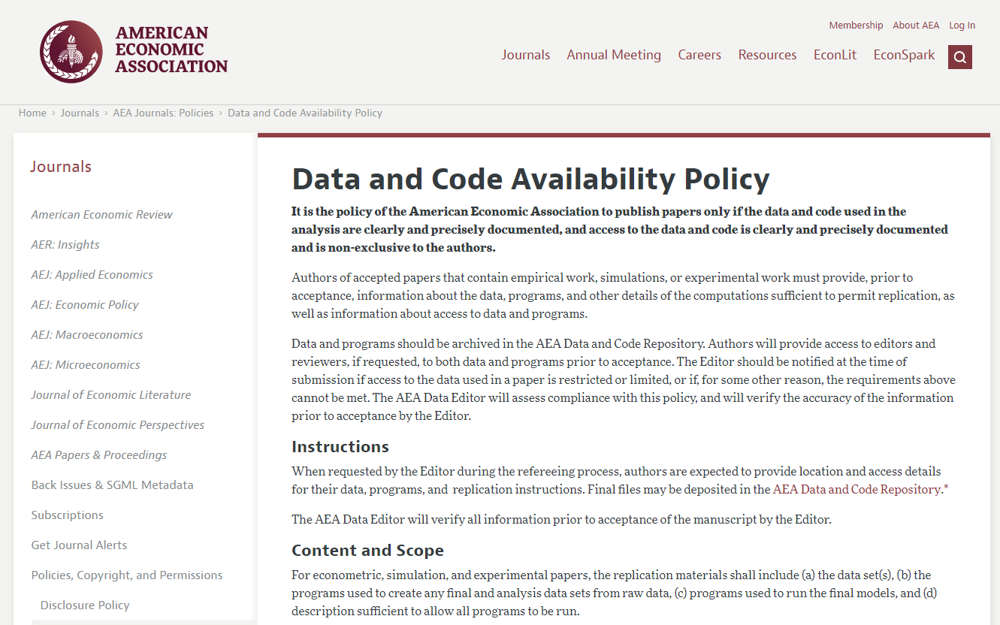 AMERICAN
ECONOMIC
ASSOCIATION
Membership About AEA Log In
Journals Annual Meeting Careers Resources EconLit EconSpark
Home › Journals › AEA Journals: Policies › Data and Code Availability Policy
Journals
American Economic Review
AER: Insights
AEJ: Applied Economics
AEJ: Economic Policy
AEJ: Macroeconomics
AEJ: Microeconomics
Journal of Economic Literature
Journal of Economic Perspectives
AEA Papers & Proceedings
Back Issues & SGML Metadata
Subscriptions
Get Journal Alerts
Policies, Copyright, and Permissions
Disclosure Policy
Data and Code Availability Policy
It is the policy of the American Economic Association to publish papers only if the data and code used in the
analysis are clearly and precisely documented, and access to the data and code is clearly and precisely documented
and is non-exclusive to the authors.
Authors of accepted papers that contain empirical work, simulations, or experimental work must provide, prior to
acceptance, information about the data, programs, and other details of the computations sufficient to permit replication, as
well as information about access to data and programs.
Data and programs should be archived in the AEA Data and Code Repository. Authors will provide access to editors and
reviewers, if requested, to both data and programs prior to acceptance. The Editor should be notified at the time of
submission if access to the data used in a paper is restricted or limited, or if, for some other reason, the requirements above
cannot be met. The AEA Data Editor will assess compliance with this policy, and will verify the accuracy of the information
prior to acceptance by the Editor.
Instructions
When requested by the Editor during the refereeing process, authors are expected to provide location and access details
for their data, programs, and replication instructions. Final files may be deposited in the AEA Data and Code Repository.*
The AEA Data Editor will verify all information prior to acceptance of the manuscript by the Editor.
Content and Scope
For econometric, simulation, and experimental papers, the replication materials shall include (a) the data set(s), (b) the
programs used to create any final and analysis data sets from raw data, (c) programs used to run the final models, and (d)
description sufficient to allow all programs to be run.